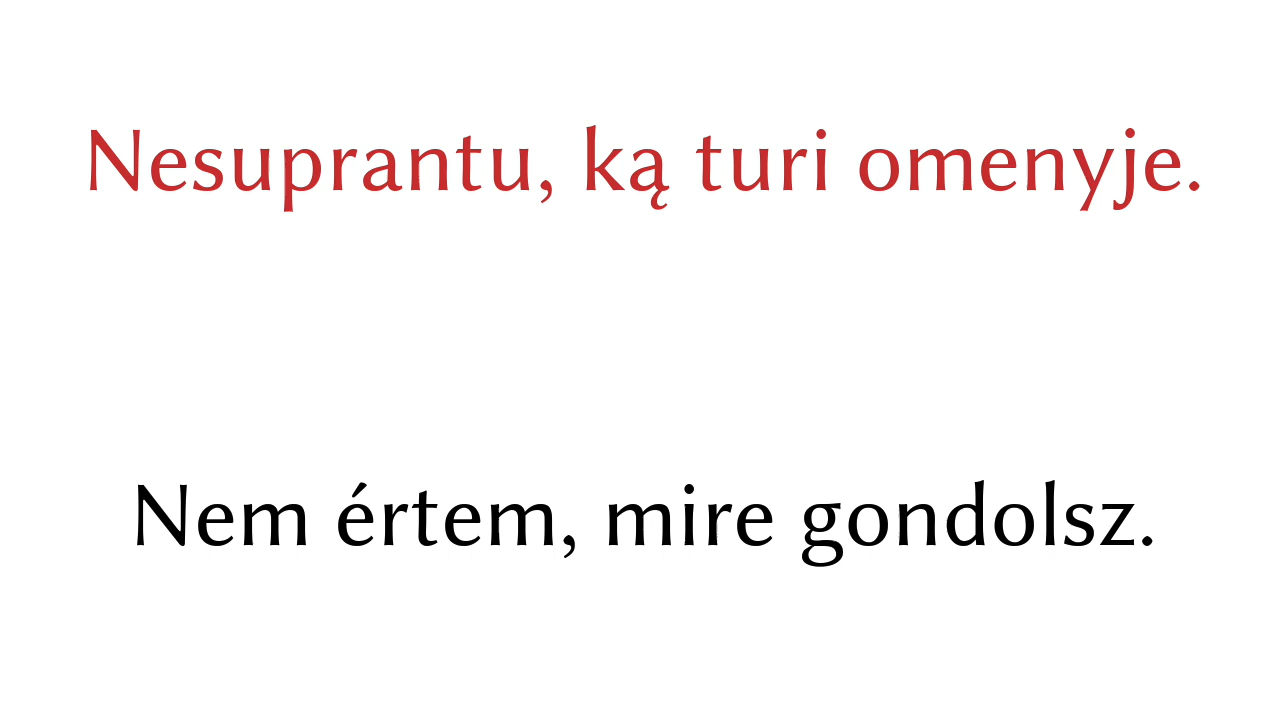 Nesuprantu, ką turi omenyje.
Nem értem, mire gondolsz.